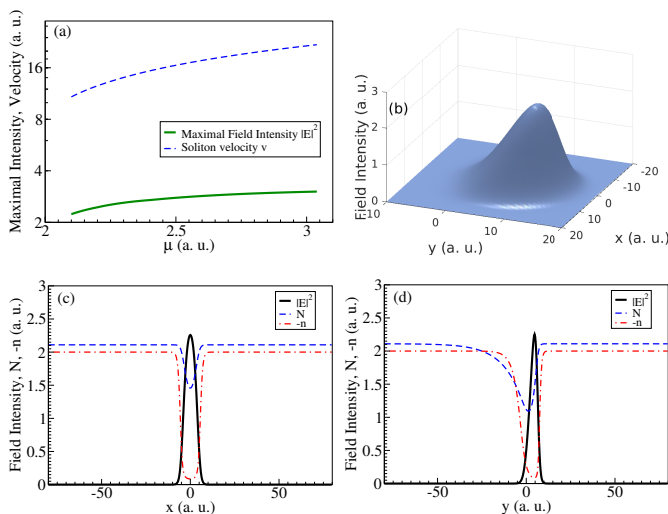 (a)
Maximal Intensity, Velocity (a. u.)
16
8
4
2
Maximal Field Intensity |E|²
Soliton velocity v
2
2.5
3
μ (a. u.)
(b)
Field Intensity (a. u.)
3
2
1
0
-10
0
10
20
y (a. u.)
-20
-10
0
10
20
x (a. u.)
(c)
Field Intensity, N, -n (a. u.)
3
2.5
2
1.5
1
0.5
0
|E|²
N
-n
-50
0
50
x (a. u.)
(d)
Field Intensity, N, -n (a. u.)
3
2.5
2
1.5
1
0.5
0
|E|²
N
-n
-50
0
50
y (a. u.)